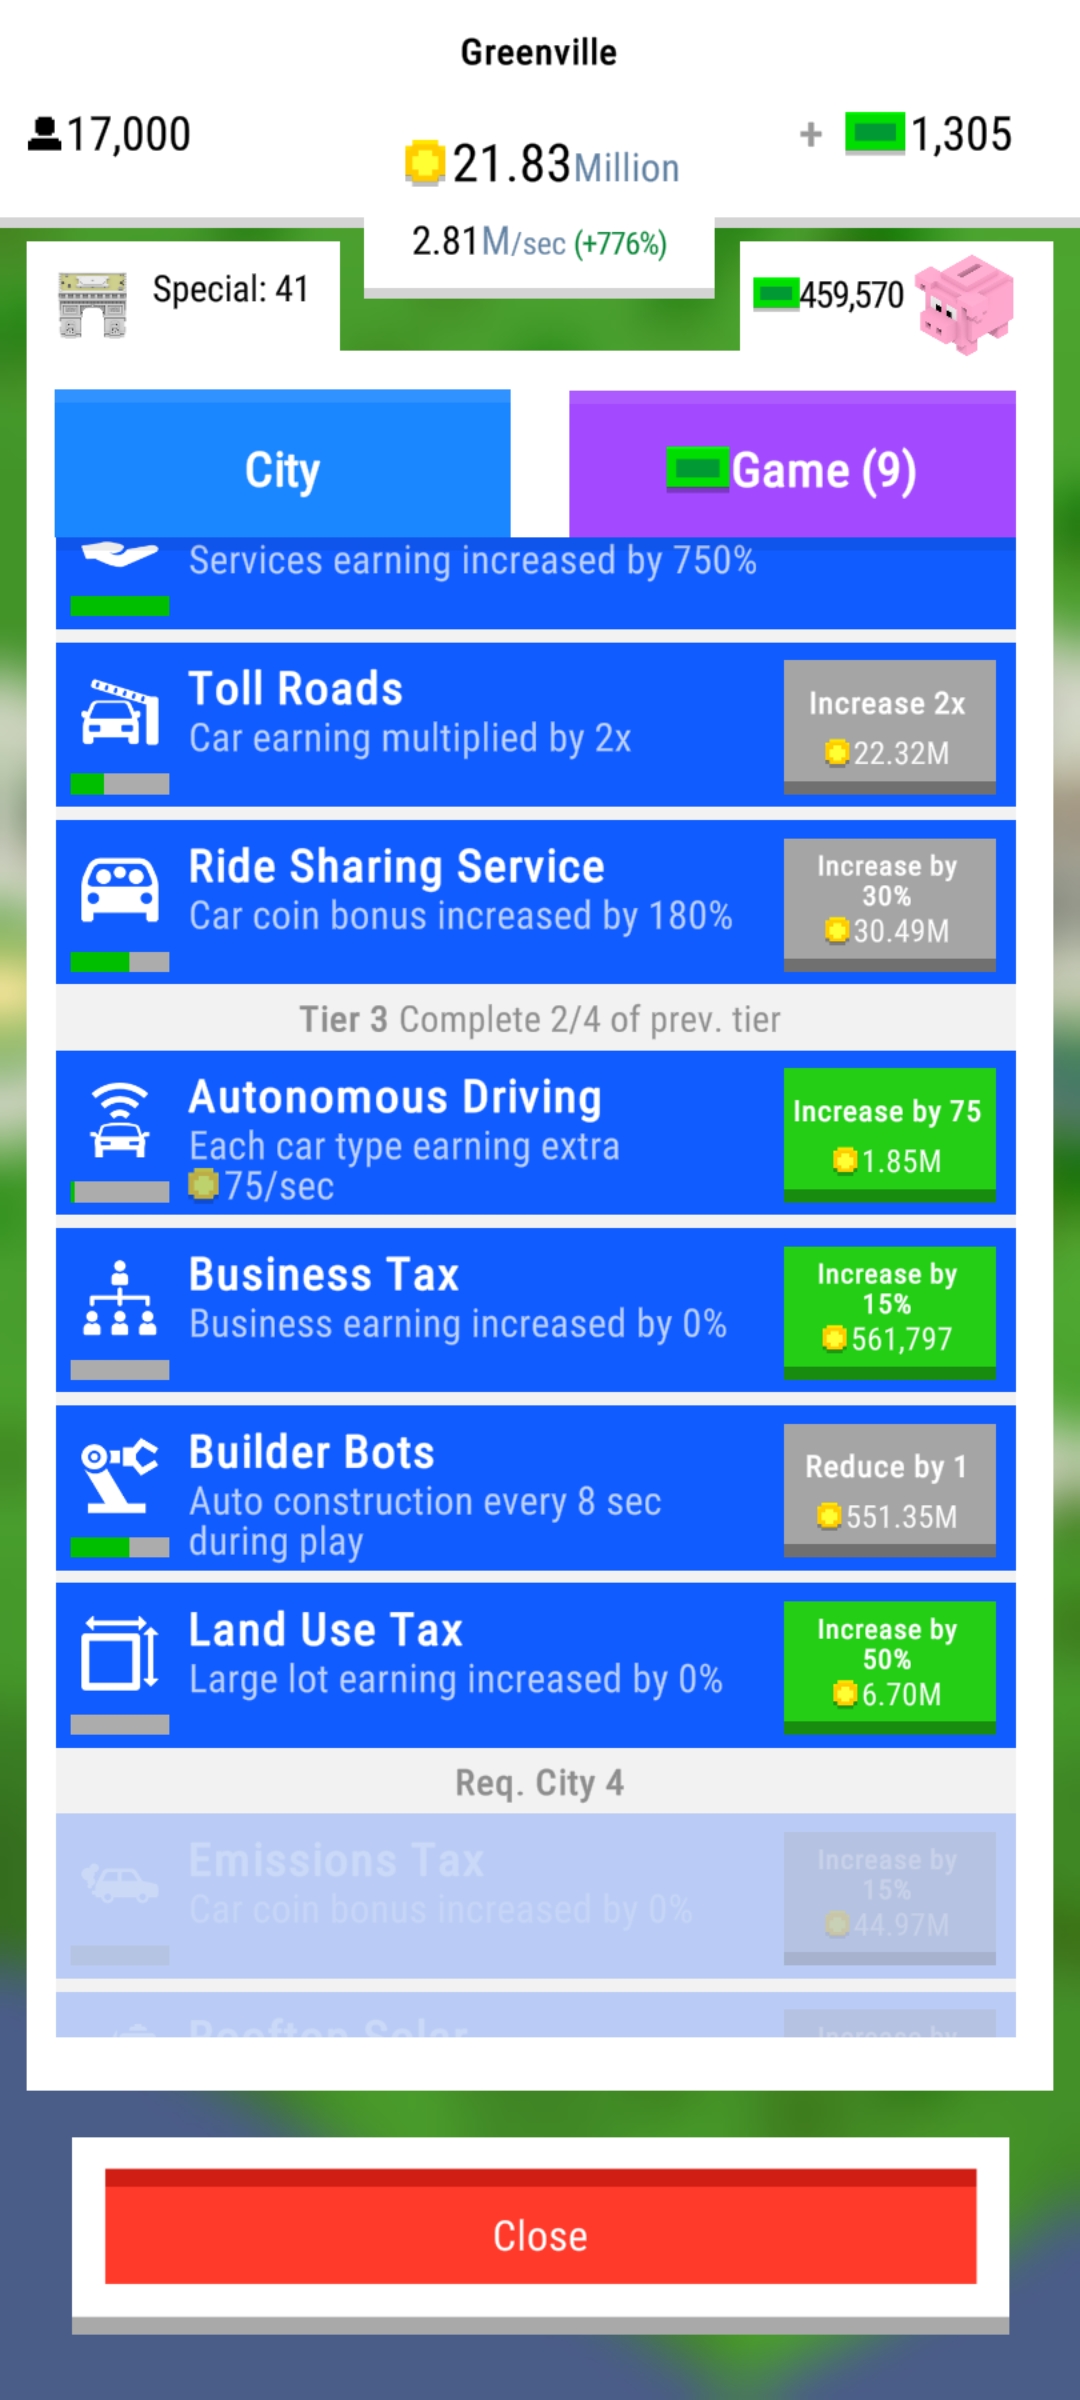 Greenville
17,000
21.83Million
+ 1,305
2.81M/sec (+776%)
Special: 41
459,570
City
Game (9)
Services earning increased by 750%
Toll Roads
Car earning multiplied by 2x
Increase 2x
22.32M
Ride Sharing Service
Car coin bonus increased by 180%
Increase by
30%
30.49M
Tier 3 Complete 2/4 of prev. tier
Autonomous Driving
Each car type earning extra
75/sec
Increase by 75
1.85M
Business Tax
Business earning increased by 0%
Increase by
15%
561,797
Builder Bots
Auto construction every 8 sec
during play
Reduce by 1
551.35M
Land Use Tax
Large lot earning increased by 0%
Increase by
50%
6.70M
Req. City 4
Emissions Tax
Car coin bonus increased by 0%
Increase by
15%
44.97M
Rooftop Solar
Increase by
Close